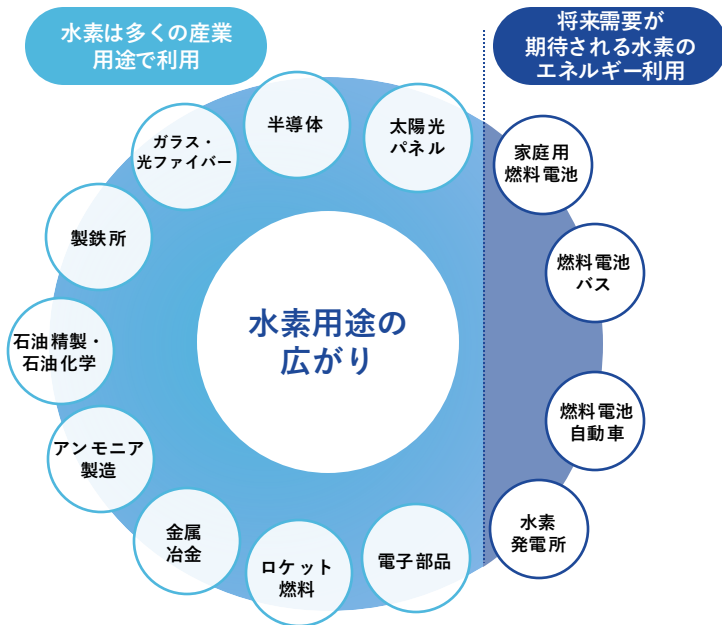 水素は多くの産業
用途で利用
将来需要が
期待される水素の
エネルギー利用
半導体
太陽光
パネル
ガラス・
光ファイバー
製鉄所
石油精製・
石油化学
アンモニア
製造
金属
冶金
ロケット
燃料
電子部品
水素用途の
広がり
家庭用
燃料電池
燃料電池
バス
燃料電池
自動車
水素
発電所